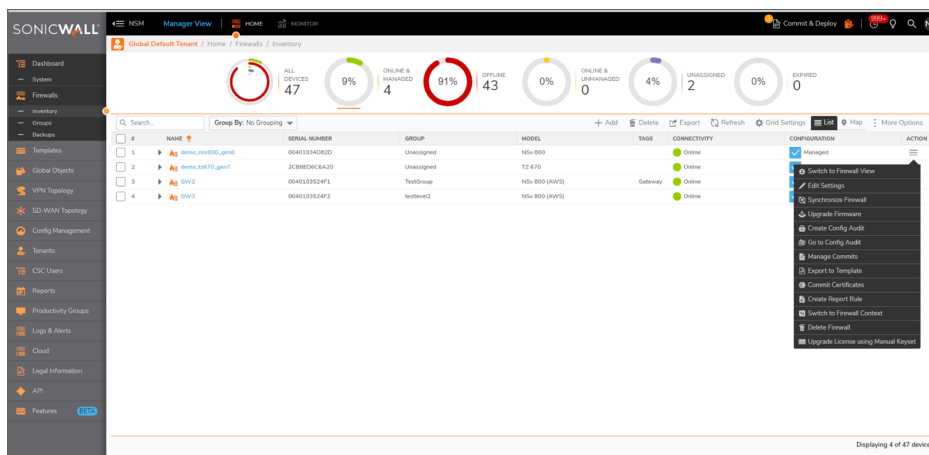 SONICWALL
NSM Manager View HOME MONITOR Commit & Deploy 999+
Global Default Tenant / Home / Firewalls / Inventory
Dashboard
System
Firewalls
Inventory
Groups
Backups
Templates
Global Objects
VPN Topology
SD-WAN Topology
Config Management
Tenants
CSC Users
Reports
Productivity Groups
Logs & Alerts
Cloud
Legal Information
API
Features BETA
ALL DEVICES
47
9%
ONLINE & MANAGED
4
91%
OFFLINE
43
0%
ONLINE & UNMANAGED
0
4%
UNASSIGNED
2
0%
EXPIRED
0
Search... Group By: No Grouping + Add Delete Export Refresh Grid Settings List Map More Options
# NAME SERIAL NUMBER GROUP MODEL TAGS CONNECTIVITY CONFIGURATION ACTION
1 demo_nsv800_gen6 00401034D82D Unassigned NSv 800 Online Managed
2 demo_tz670_gen7 2CB8ED6C6A20 Unassigned TZ 670 Online
3 GW2 0040103524F1 TestGroup NSv 800 (AWS) Gateway Online
4 GW3 0040103524F2 testlevel2 NSv 800 (AWS) Online
Switch to Firewall View
Edit Settings
Synchronize Firewall
Upgrade Firmware
Create Config Audit
Go to Config Audit
Manage Commits
Export to Template
Commit Certificates
Create Report Rule
Switch to Firewall Context
Delete Firewall
Upgrade License using Manual Keyset
Displaying 4 of 47 device